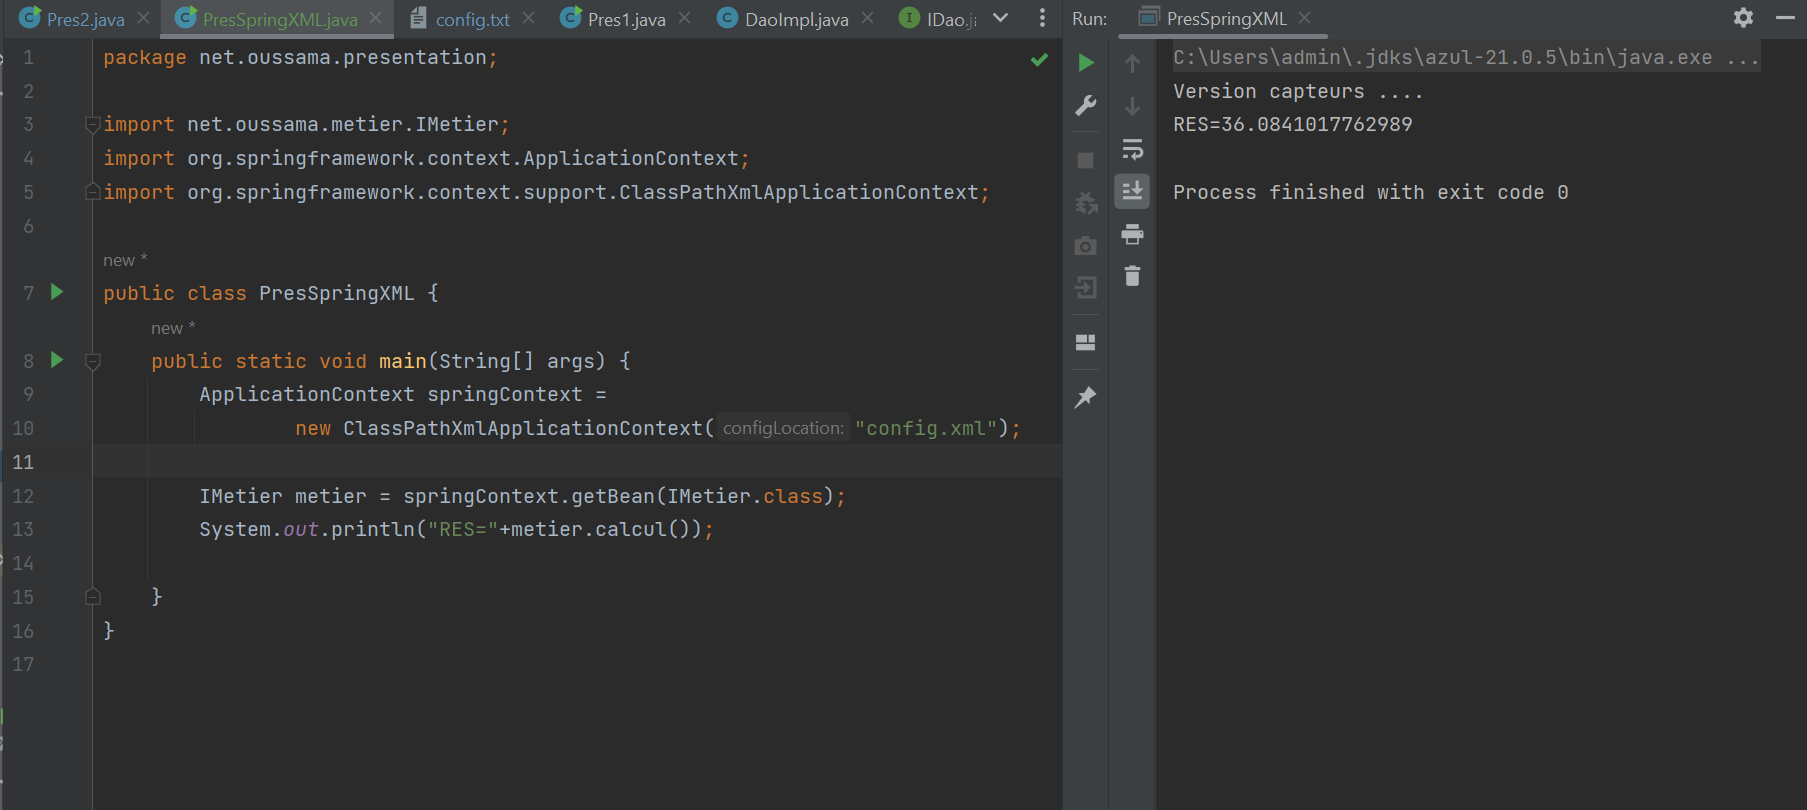 Pres2.java
PresSpringXML.java
config.txt
Pres1.java
DaoImpl.java
IDao.j
Run:
PresSpringXML
1 package net.oussama.presentation;
2
3 import net.oussama.metier.IMetier;
4 import org.springframework.context.ApplicationContext;
5 import org.springframework.context.support.ClassPathXmlApplicationContext;
6
new *
7 public class PresSpringXML {
new *
8 public static void main(String[] args) {
9 ApplicationContext springContext =
10 new ClassPathXmlApplicationContext( configLocation: "config.xml");
11
12 IMetier metier = springContext.getBean(IMetier.class);
13 System.out.println("RES="+metier.calcul());
14
15 }
16 }
17
C:\Users\admin\.jdks\azul-21.0.5\bin\java.exe ...
Version capteurs ....
RES=36.0841017762989
Process finished with exit code 0